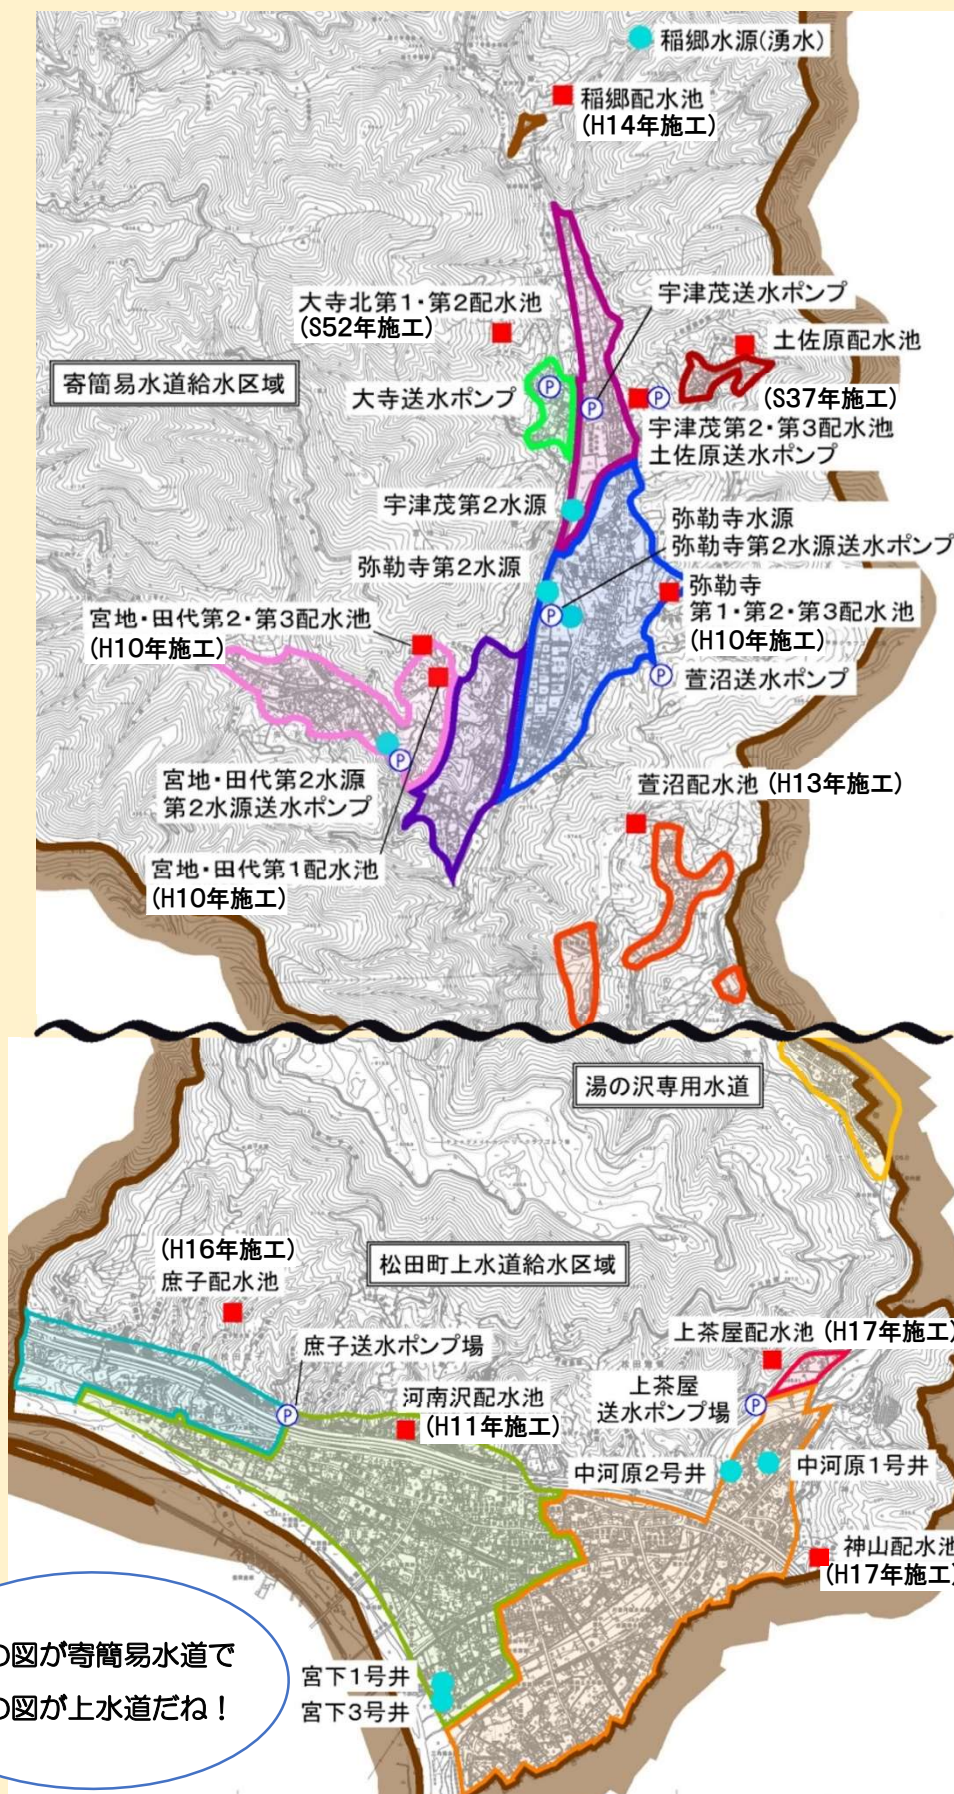 稲郷水源(湧水)
稲郷配水池
(H14年施工)
宇津茂送水ポンプ
大寺北第1・第2配水池
(S52年施工)
土佐原配水池
(S37年施工)
寄簡易水道給水区域
大寺送水ポンプ
P
P
P
宇津茂第2・第3配水池
土佐原送水ポンプ
宇津茂第2水源
弥勒寺水源
弥勒寺第2水源送水ポンプ
弥勒寺第2水源
弥勒寺
第1・第2・第3配水池
(H10年施工)
P
宮地・田代第2・第3配水池
(H10年施工)
P
萱沼送水ポンプ
P
宮地・田代第2水源
第2水源送水ポンプ
萱沼配水池 (H13年施工)
宮地・田代第1配水池
(H10年施工)
湯の沢専用水道
(H16年施工)
庶子配水池
松田町上水道給水区域
上茶屋配水池 (H17年施工)
庶子送水ポンプ場
P
河南沢配水池
(H11年施工)
上茶屋
送水ポンプ場
P
中河原2号井
中河原1号井
神山配水池
(H17年施工)
の図が寄簡易水道で
の図が上水道だね！
宮下1号井
宮下3号井